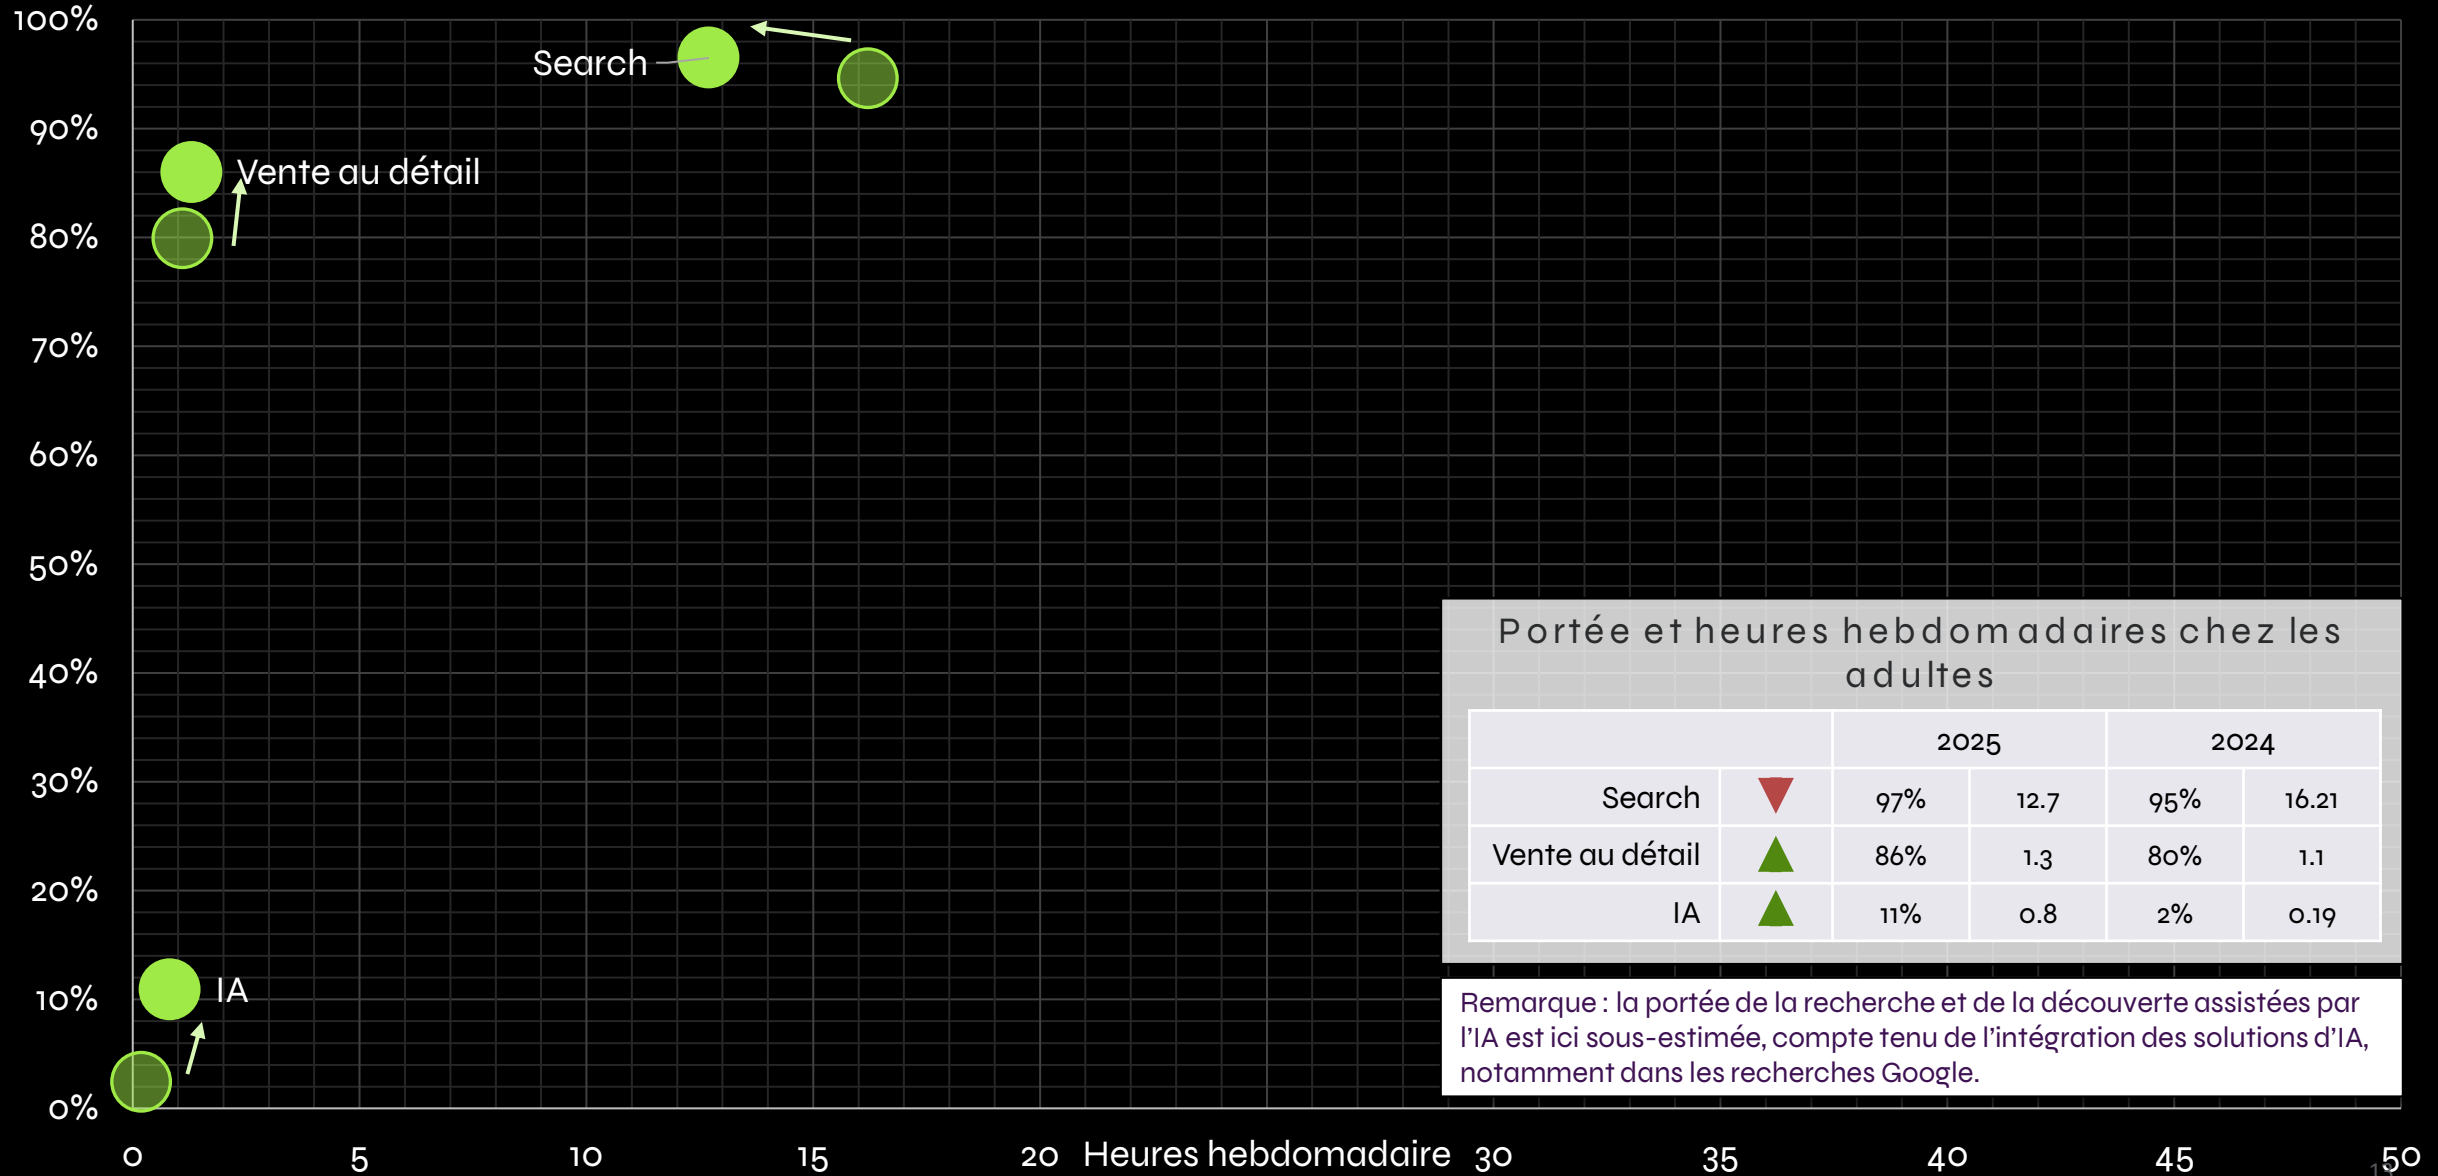 100%
90%
80%
70%
60%
50%
40%
30%
20%
10%
0%
Search
Vente au détail
IA
0 5 10 15 20 Heures hebdomadaire 30 35 40 45 50
Portée et heures hebdomadaires chez les
adultes
2025 2024
Search 97% 12.7 95% 16.21
Vente au détail 86% 1.3 80% 1.1
IA 11% 0.8 2% 0.19
Remarque : la portée de la recherche et de la découverte assistées par
l’IA est ici sous-estimée, compte tenu de l’intégration des solutions d’IA,
notamment dans les recherches Google.